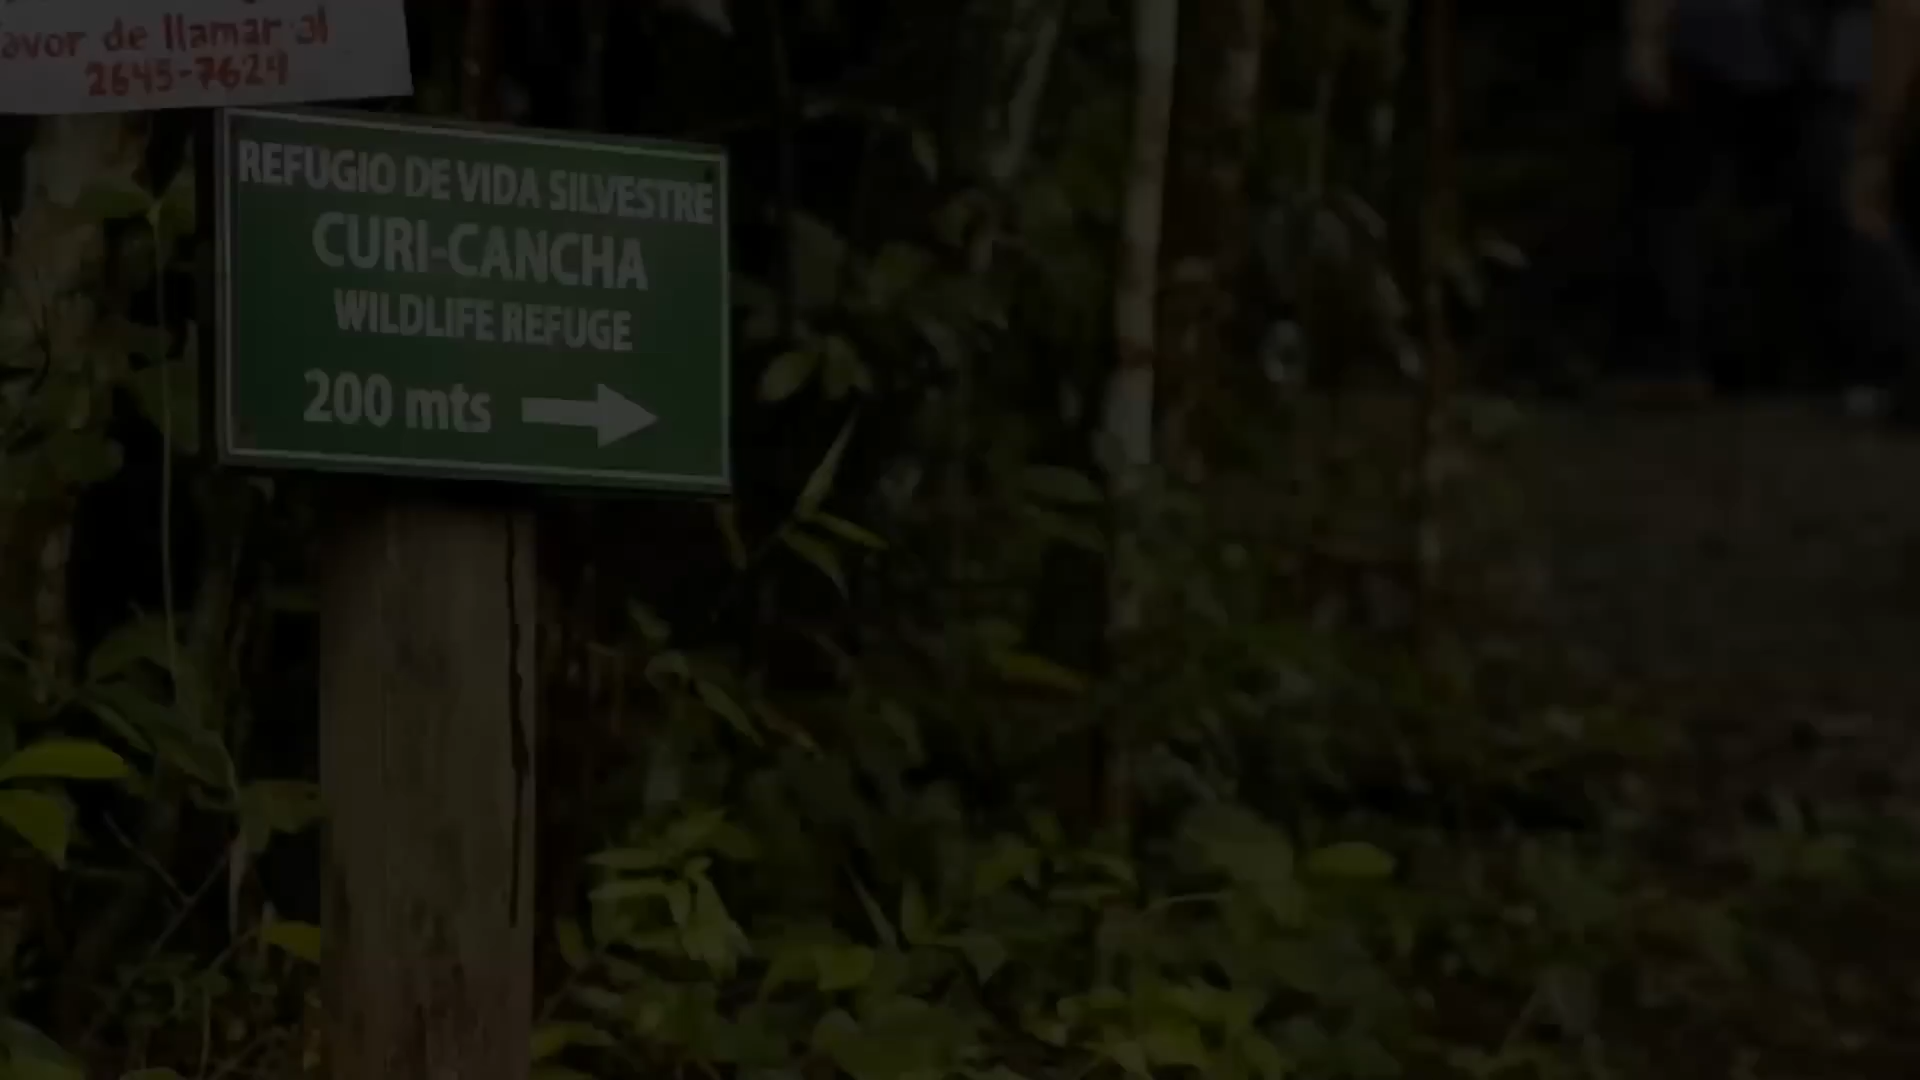 favor de llamar al
2645-7624
REFUGIO DE VIDA SILVESTRE
CURI-CANCHA
WILDLIFE REFUGE
200 mts